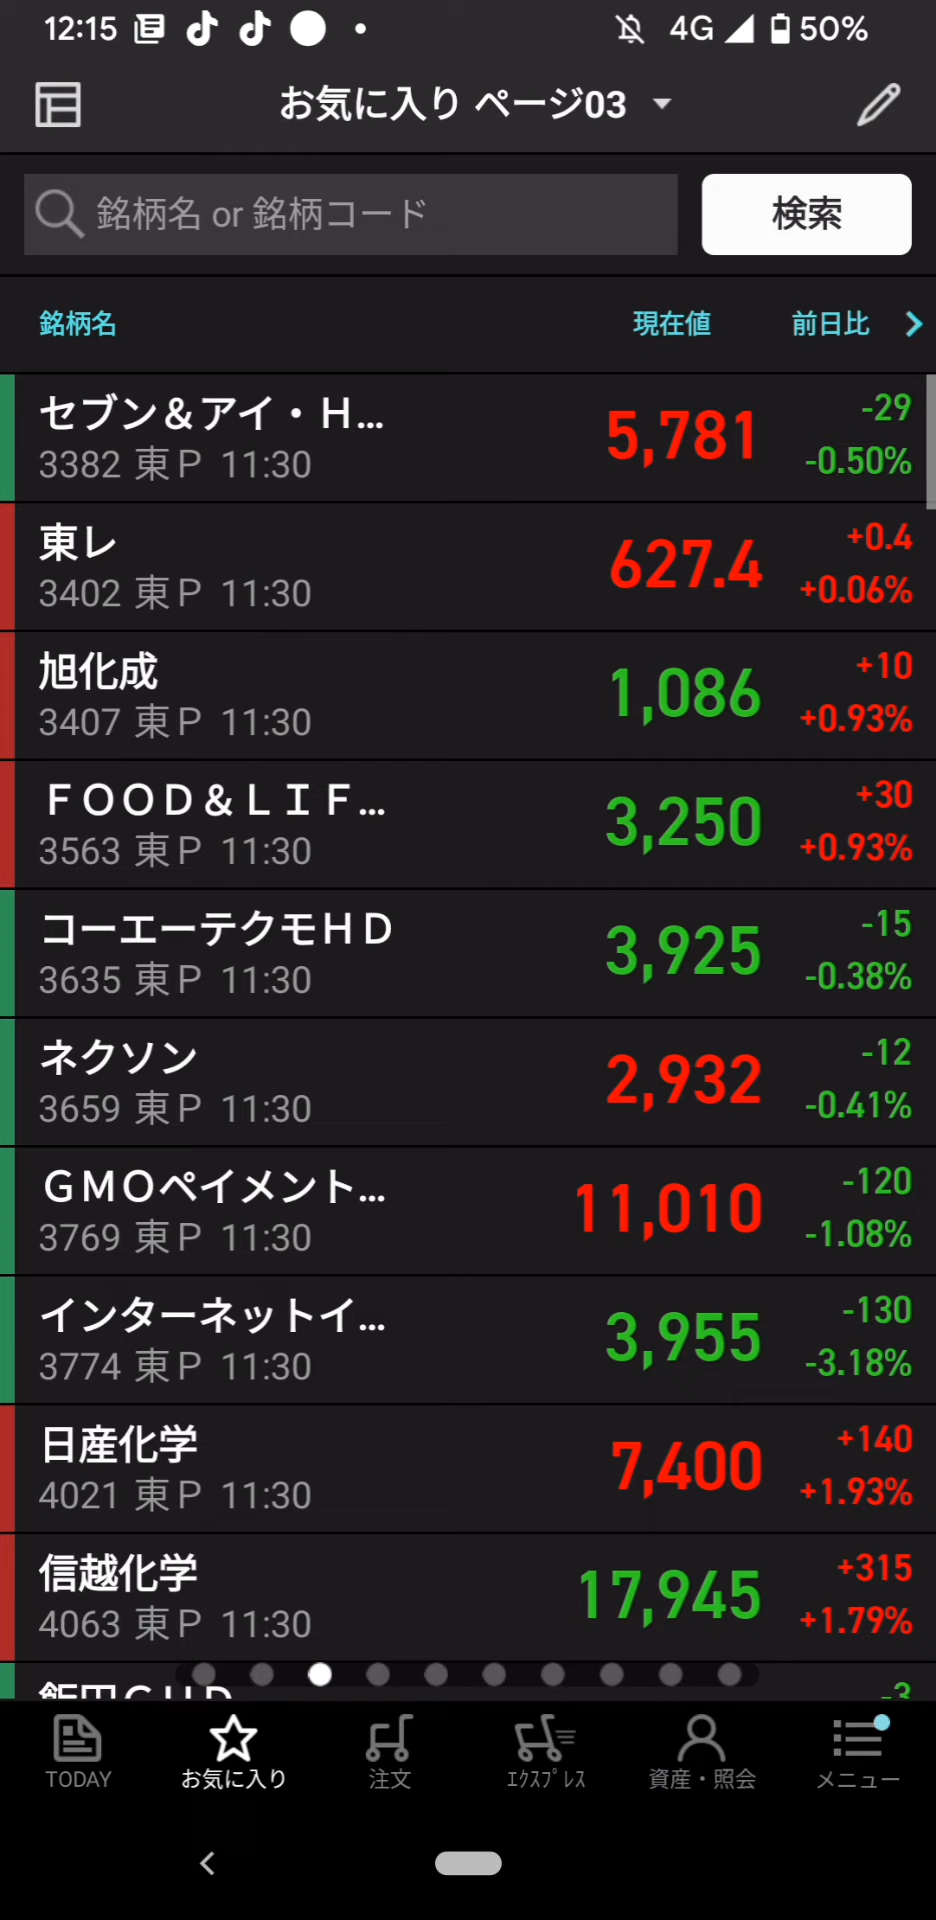 12:15 4G 50%
お気に入り ページ03
銘柄名 or 銘柄コード 検索
銘柄名 現在値 前日比
セブン＆アイ・Ｈ… 5,781 -29
3382 東Ｐ 11:30 -0.50%
東レ 627.4 +0.4
3402 東Ｐ 11:30 +0.06%
旭化成 1,086 +10
3407 東Ｐ 11:30 +0.93%
ＦＯＯＤ＆ＬＩＦ… 3,250 +30
3563 東Ｐ 11:30 +0.93%
コーエーテクモＨＤ 3,925 -15
3635 東Ｐ 11:30 -0.38%
ネクソン 2,932 -12
3659 東Ｐ 11:30 -0.41%
ＧＭＯペイメント… 11,010 -120
3769 東Ｐ 11:30 -1.08%
インターネットイ… 3,955 -130
3774 東Ｐ 11:30 -3.18%
日産化学 7,400 +140
4021 東Ｐ 11:30 +1.93%
信越化学 17,945 +315
4063 東Ｐ 11:30 +1.79%
飯田ＧＨＤ -3
TODAY お気に入り 注文 ｴｸｽﾌﾟﾚｽ 資産・照会 メニュー